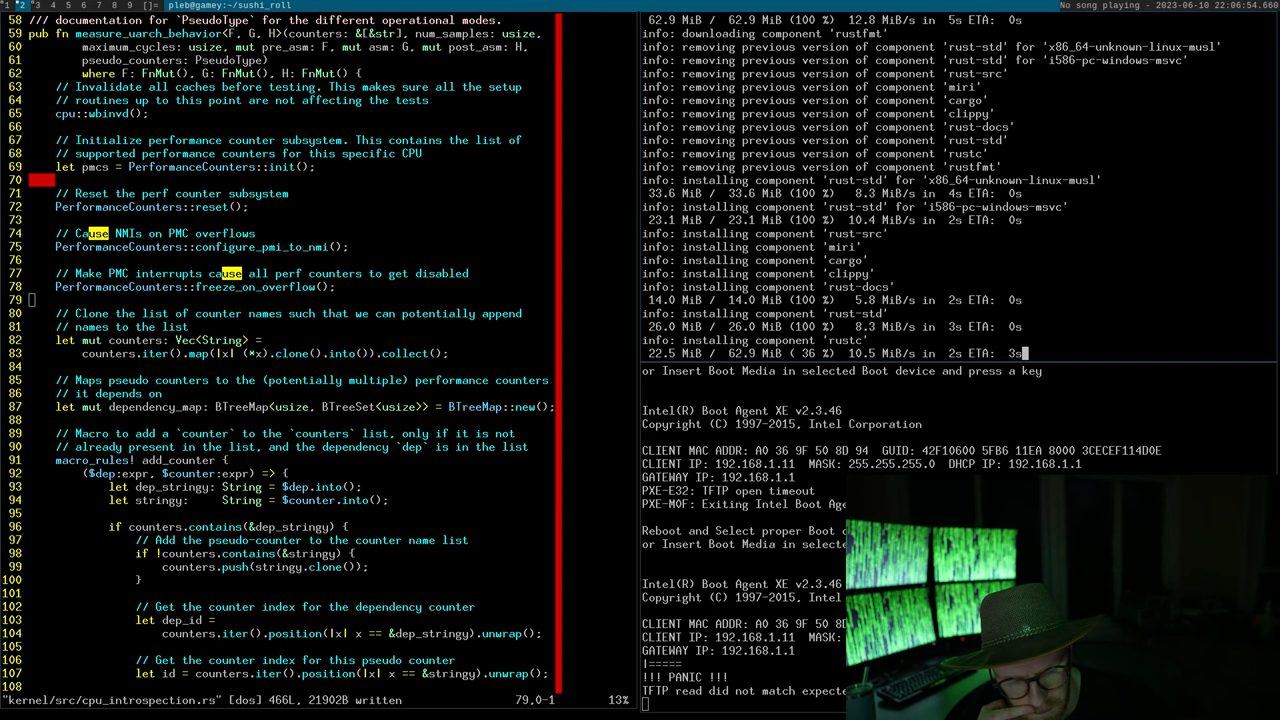 1 2 3 4 5 6 7 8 9 []= pleb@gamey:~/sushi_roll
No song playing - 2023-06-10 22:06:54.660
58 /// documentation for `PseudoType` for the different operational modes.
59 pub fn measure_uarch_behavior<F, G, H>(counters: &[&str], num_samples: usize,
60 maximum_cycles: usize, mut pre_asm: F, mut asm: G, mut post_asm: H,
61 pseudo_counters: PseudoType)
62 where F: FnMut(), G: FnMut(), H: FnMut() {
63 // Invalidate all caches before testing. This makes sure all the setup
64 // routines up to this point are not affecting the tests
65 cpu::wbinvd();
66
67 // Initialize performance counter subsystem. This contains the list of
68 // supported performance counters for this specific CPU
69 let pmcs = PerformanceCounters::init();
70
71 // Reset the perf counter subsystem
72 PerformanceCounters::reset();
73
74 // Cause NMIs on PMC overflows
75 PerformanceCounters::configure_pmi_to_nmi();
76
77 // Make PMC interrupts cause all perf counters to get disabled
78 PerformanceCounters::freeze_on_overflow();
79
80 // Clone the list of counter names such that we can potentially append
81 // names to the list
82 let mut counters: Vec<String> =
83 counters.iter().map(|x| (*x).clone().into()).collect();
84
85 // Maps pseudo counters to the (potentially multiple) performance counters
86 // it depends on
87 let mut dependency_map: BTreeMap<usize, BTreeSet<usize>> = BTreeMap::new();
88
89 // Macro to add a `counter` to the `counters` list, only if it is not
90 // already present in the list, and the dependency `dep` is in the list
91 macro_rules! add_counter {
92 ($dep:expr, $counter:expr) => {
93 let dep_stringy: String = $dep.into();
94 let stringy: String = $counter.into();
95
96 if counters.contains(&dep_stringy) {
97 // Add the pseudo-counter to the counter name list
98 if !counters.contains(&stringy) {
99 counters.push(stringy.clone());
100 }
101
102 // Get the counter index for the dependency counter
103 let dep_id =
104 counters.iter().position(|x| x == &dep_stringy).unwrap();
105
106 // Get the counter index for this pseudo counter
107 let id = counters.iter().position(|x| x == &stringy).unwrap();
108
"kernel/src/cpu_introspection.rs" [dos] 466L, 21902B written 79,0-1 13%
62.9 MiB / 62.9 MiB (100 %) 12.8 MiB/s in 5s ETA: 0s
info: downloading component 'rustfmt'
info: removing previous version of component 'rust-std' for 'x86_64-unknown-linux-musl'
info: removing previous version of component 'rust-std' for 'i586-pc-windows-msvc'
info: removing previous version of component 'rust-src'
info: removing previous version of component 'miri'
info: removing previous version of component 'cargo'
info: removing previous version of component 'clippy'
info: removing previous version of component 'rust-docs'
info: removing previous version of component 'rust-std'
info: removing previous version of component 'rustc'
info: removing previous version of component 'rustfmt'
info: installing component 'rust-std' for 'x86_64-unknown-linux-musl'
33.6 MiB / 33.6 MiB (100 %) 8.3 MiB/s in 4s ETA: 0s
info: installing component 'rust-std' for 'i586-pc-windows-msvc'
23.1 MiB / 23.1 MiB (100 %) 10.4 MiB/s in 2s ETA: 0s
info: installing component 'rust-src'
info: installing component 'miri'
info: installing component 'cargo'
info: installing component 'clippy'
info: installing component 'rust-docs'
14.0 MiB / 14.0 MiB (100 %) 5.8 MiB/s in 2s ETA: 0s
info: installing component 'rust-std'
26.0 MiB / 26.0 MiB (100 %) 8.3 MiB/s in 3s ETA: 0s
info: installing component 'rustc'
22.5 MiB / 62.9 MiB ( 36 %) 10.5 MiB/s in 2s ETA: 3s
or Insert Boot Media in selected Boot device and press a key
Intel(R) Boot Agent XE v2.3.46
Copyright (C) 1997-2015, Intel Corporation
CLIENT MAC ADDR: A0 36 9F 50 8D 94 GUID: 42F10600 5FB6 11EA 8000 3CECEF114D0E
CLIENT IP: 192.168.1.11 MASK: 255.255.255.0 DHCP IP: 192.168.1.1
GATEWAY IP: 192.168.1.1
PXE-E32: TFTP open timeout
PXE-M0F: Exiting Intel Boot Age
Reboot and Select proper Boot d
or Insert Boot Media in selecte
Intel(R) Boot Agent XE v2.3.46
Copyright (C) 1997-2015, Intel
CLIENT MAC ADDR: A0 36 9F 50 8D
CLIENT IP: 192.168.1.11 MASK:
GATEWAY IP: 192.168.1.1
|=====
!!! PANIC !!!
TFTP read did not match expecte